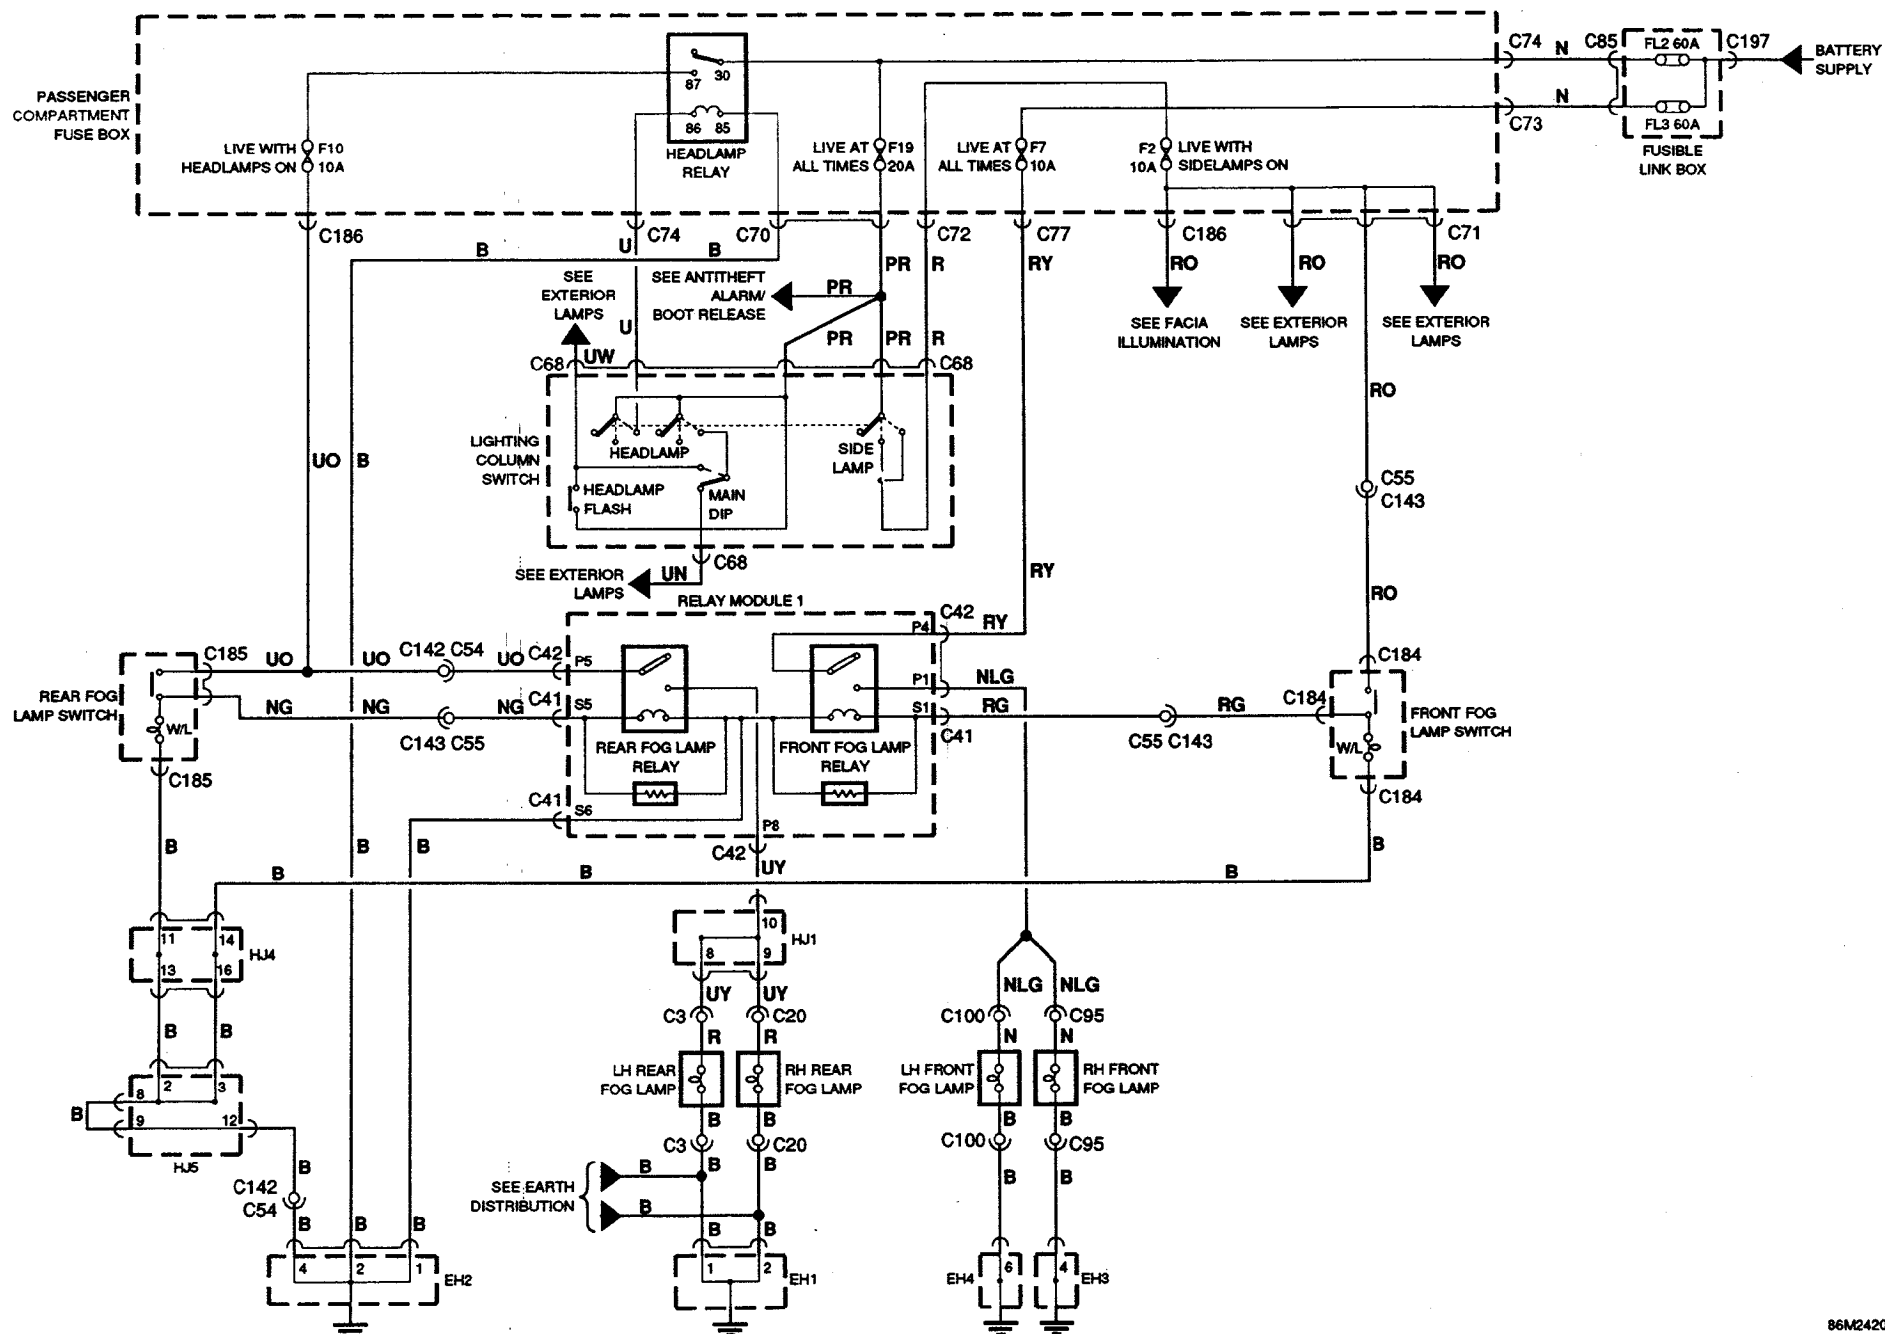 C74 N C85 FL2 60A C197 BATTERY SUPPLY
87 30
PASSENGER COMPARTMENT FUSE BOX
N
C73
FL3 60A
FUSIBLE LINK BOX
86 85
HEADLAMP RELAY
LIVE WITH HEADLAMPS ON
F10
10A
LIVE AT ALL TIMES
F19
20A
LIVE AT ALL TIMES
F7
10A
F2
10A
LIVE WITH SIDELAMPS ON
C186
C74
C70
C72
C77
C186
C71
B
U
B
PR
R
RY
RO
RO
RO
SEE EXTERIOR LAMPS
SEE ANTITHEFT ALARM/ BOOT RELEASE
PR
SEE FACIA ILLUMINATION
SEE EXTERIOR LAMPS
SEE EXTERIOR LAMPS
U
PR
PR
R
C68
UW
C68
RO
LIGHTING COLUMN SWITCH
HEADLAMP
SIDE LAMP
HEADLAMP FLASH
MAIN
DIP
UO
B
C55
C143
C68
SEE EXTERIOR LAMPS
UN
RY
RO
RELAY MODULE 1
C42
P4
RY
C185
UO
UO
C142 C54
UO
C42
P5
P1
NLG
C184
REAR FOG LAMP SWITCH
W/L
NG
NG
NG
C41
S5
S1
RG
RG
C184
FRONT FOG LAMP SWITCH
W/L
C143 C55
C41
C55 C143
REAR FOG LAMP RELAY
FRONT FOG LAMP RELAY
C185
C41
S6
C184
P8
C42
UY
B
B
B
B
B
B
B
11
14
HJ4
13
16
10
HJ1
8
9
UY
UY
NLG
NLG
B
B
C3
C20
C100
C95
R
R
N
N
LH REAR FOG LAMP
RH REAR FOG LAMP
LH FRONT FOG LAMP
RH FRONT FOG LAMP
2
3
8
B
9
12
HJ5
B
B
B
B
C3
C20
C100
C95
B
B
B
B
B
SEE EARTH DISTRIBUTION
B
B
C142
C54
B
B
B
B
B
4
2
1
EH2
1
2
EH1
EH4
6
4
EH3
86M2420